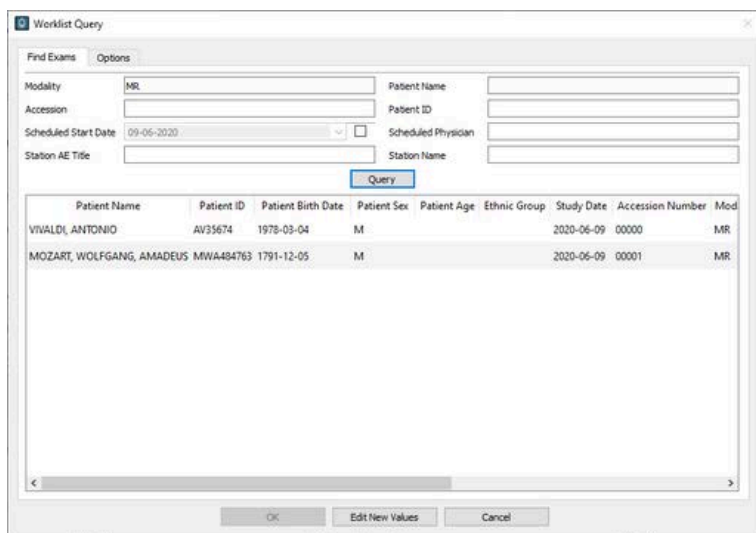 Worklist Query
Find Exams Options
Modality MR Patient Name
Accession Patient ID
Scheduled Start Date 09-06-2020 Scheduled Physician
Station AE Title Station Name
Query
Patient Name Patient ID Patient Birth Date Patient Sex Patient Age Ethnic Group Study Date Accession Number Mod
VIVALDI, ANTONIO AV35674 1978-03-04 M 2020-06-09 00000 MR
MOZART, WOLFGANG, AMADEUS MWA484763 1791-12-05 M 2020-06-09 00001 MR
OK Edit New Values Cancel